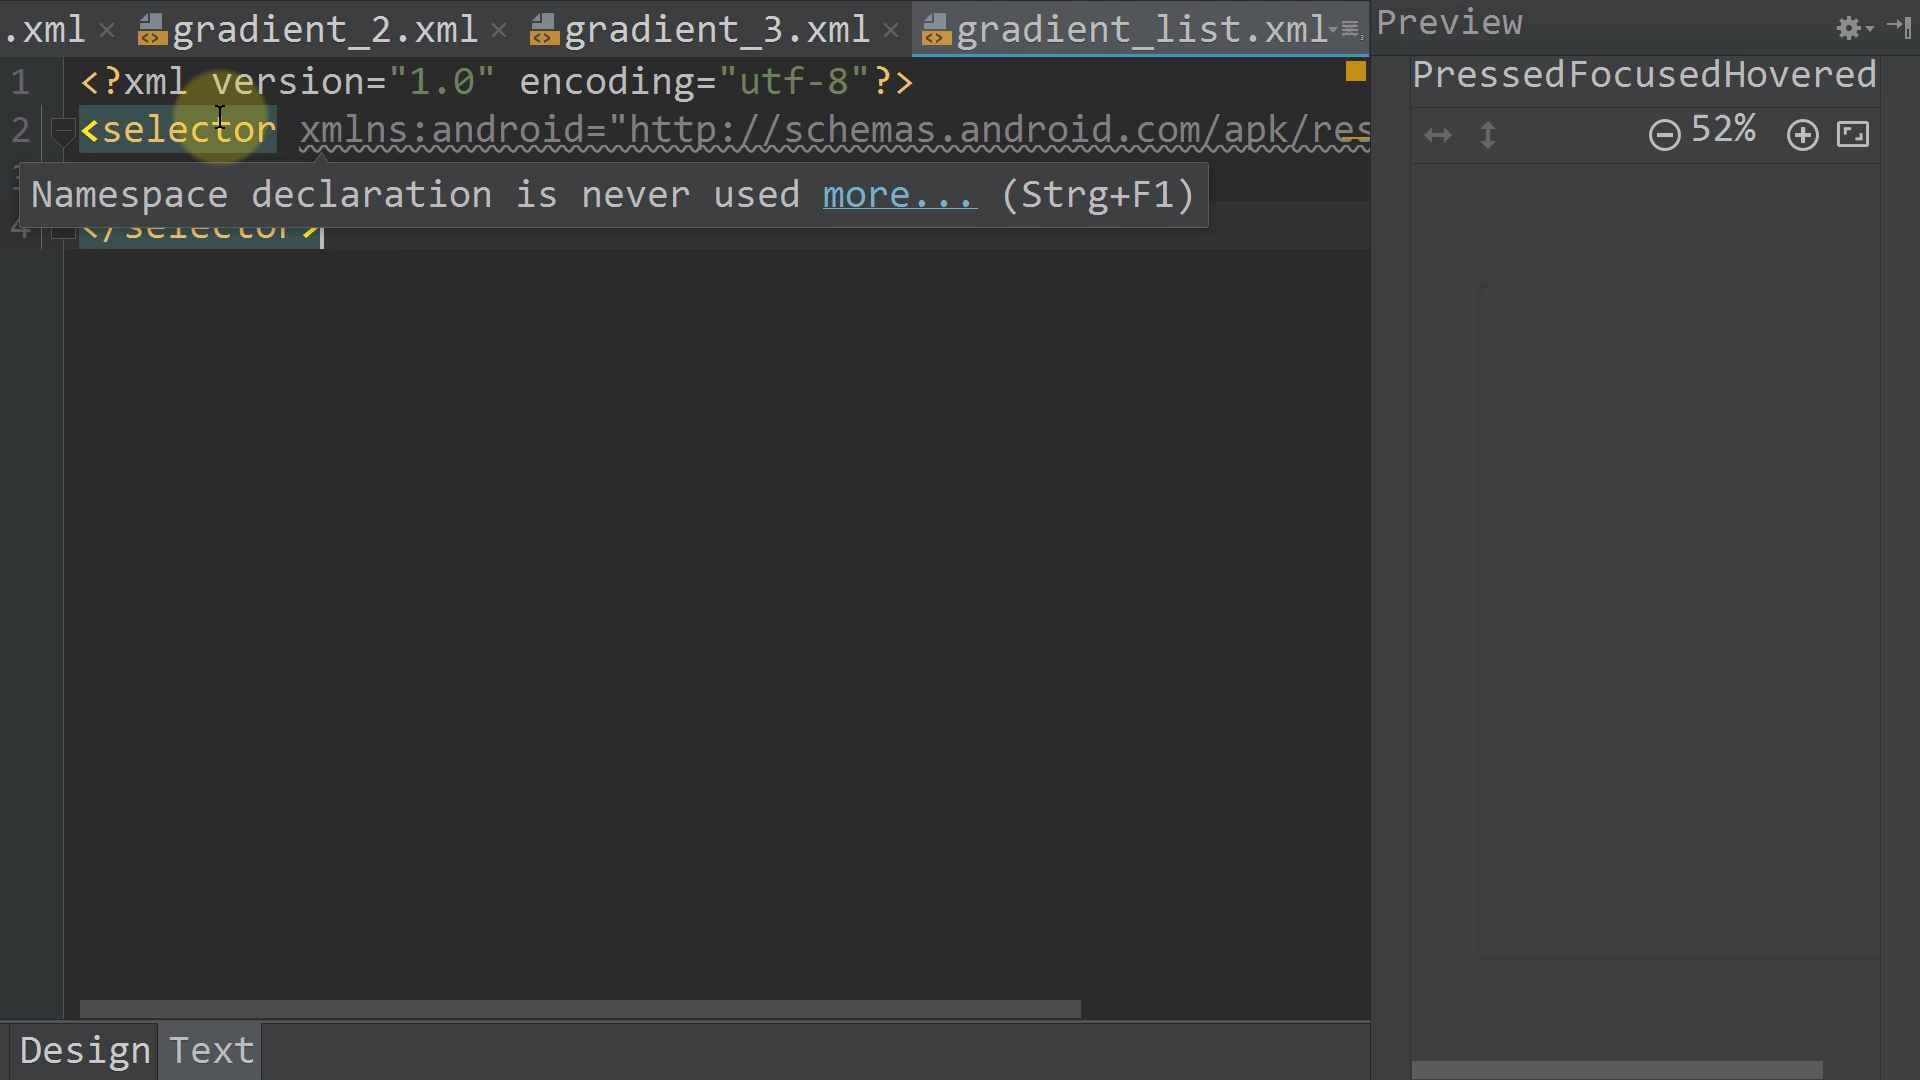 .xml gradient_2.xml gradient_3.xml gradient_list.xml
Preview
1 <?xml version="1.0" encoding="utf-8"?>
2 <selector xmlns:android="http://schemas.android.com/apk/res
Namespace declaration is never used more... (Strg+F1)
4 </selector>
PressedFocusedHovered
52%
Design Text